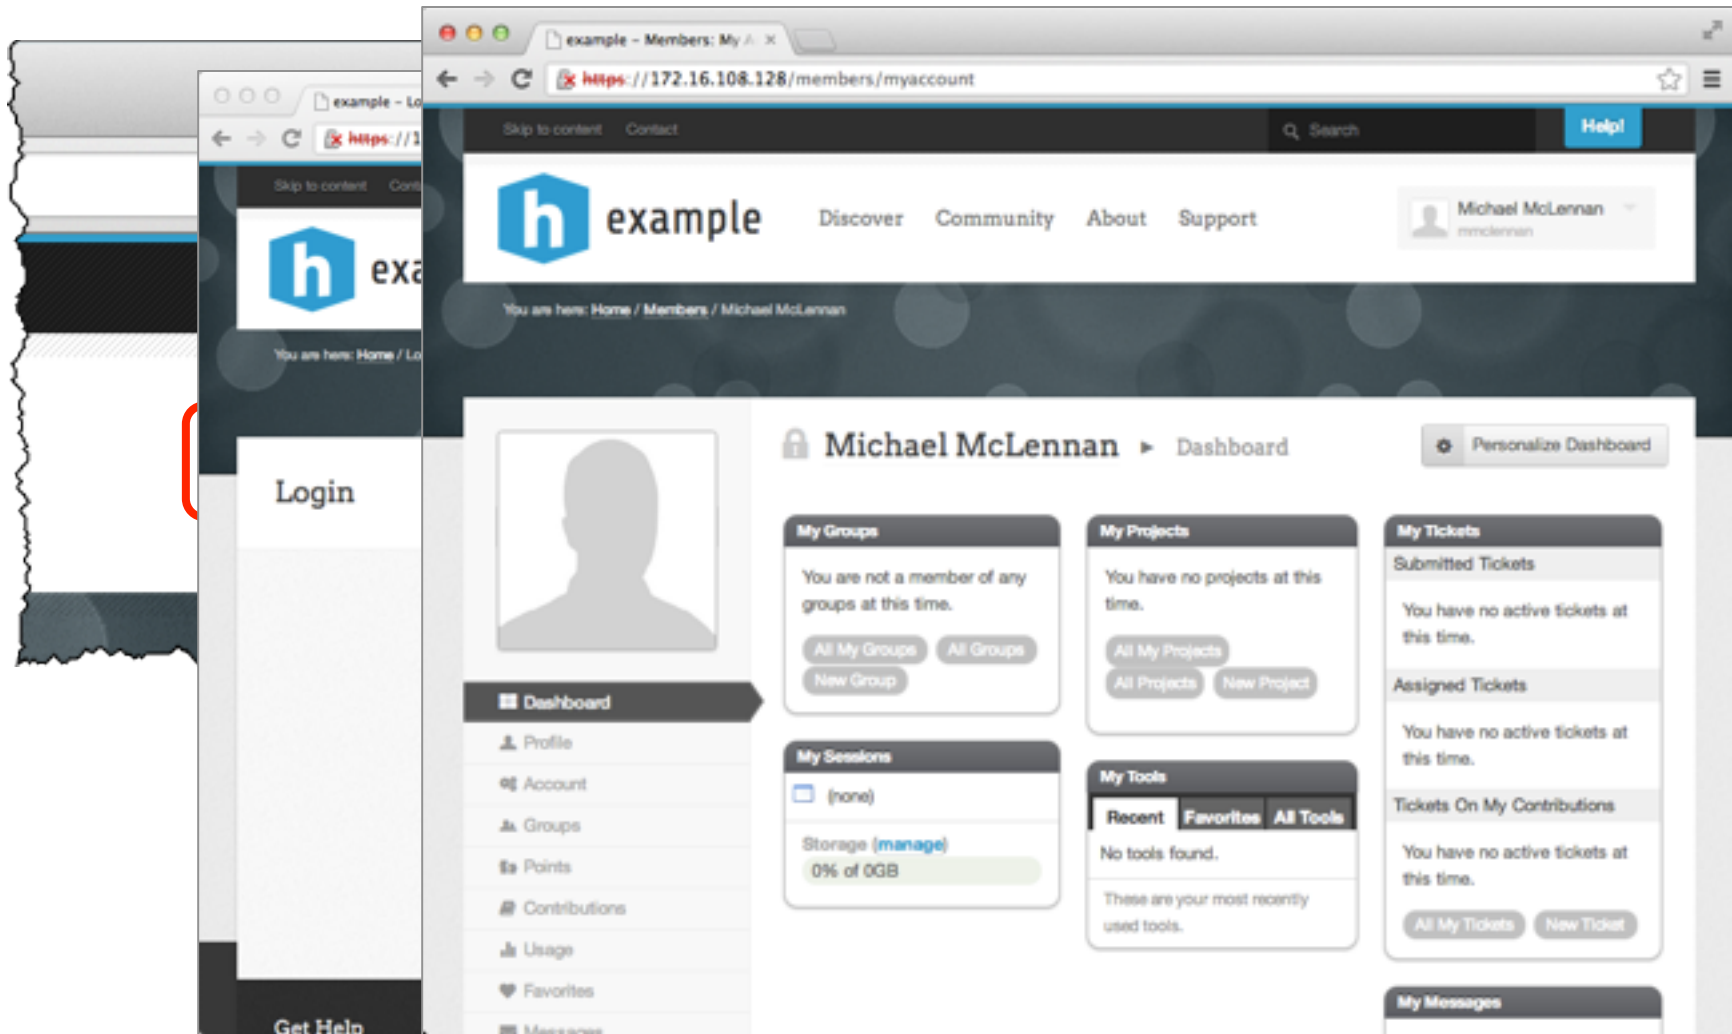 example - Members: My A
https://172.16.108.128/members/myaccount
Skip to content Contact
Search
Help!
example
Discover Community About Support
Michael McLennan
mmclennan
You are here: Home / Members / Michael McLennan
Michael McLennan ▸ Dashboard
Personalize Dashboard
Dashboard
Profile
Account
Groups
Points
Contributions
Usage
Favorites
Messages
My Groups
You are not a member of any
groups at this time.
All My Groups All Groups
New Group
My Sessions
(none)
Storage (manage)
0% of 0GB
My Projects
You have no projects at this
time.
All My Projects
All Projects New Project
My Tools
Recent Favorites All Tools
No tools found.
These are your most recently
used tools.
My Tickets
Submitted Tickets
You have no active tickets at
this time.
Assigned Tickets
You have no active tickets at
this time.
Tickets On My Contributions
You have no active tickets at
this time.
All My Tickets New Ticket
My Messages
example - Lo
https://1
Skip to content Cont
h exa
You are here: Home / Lo
Login
Get Help